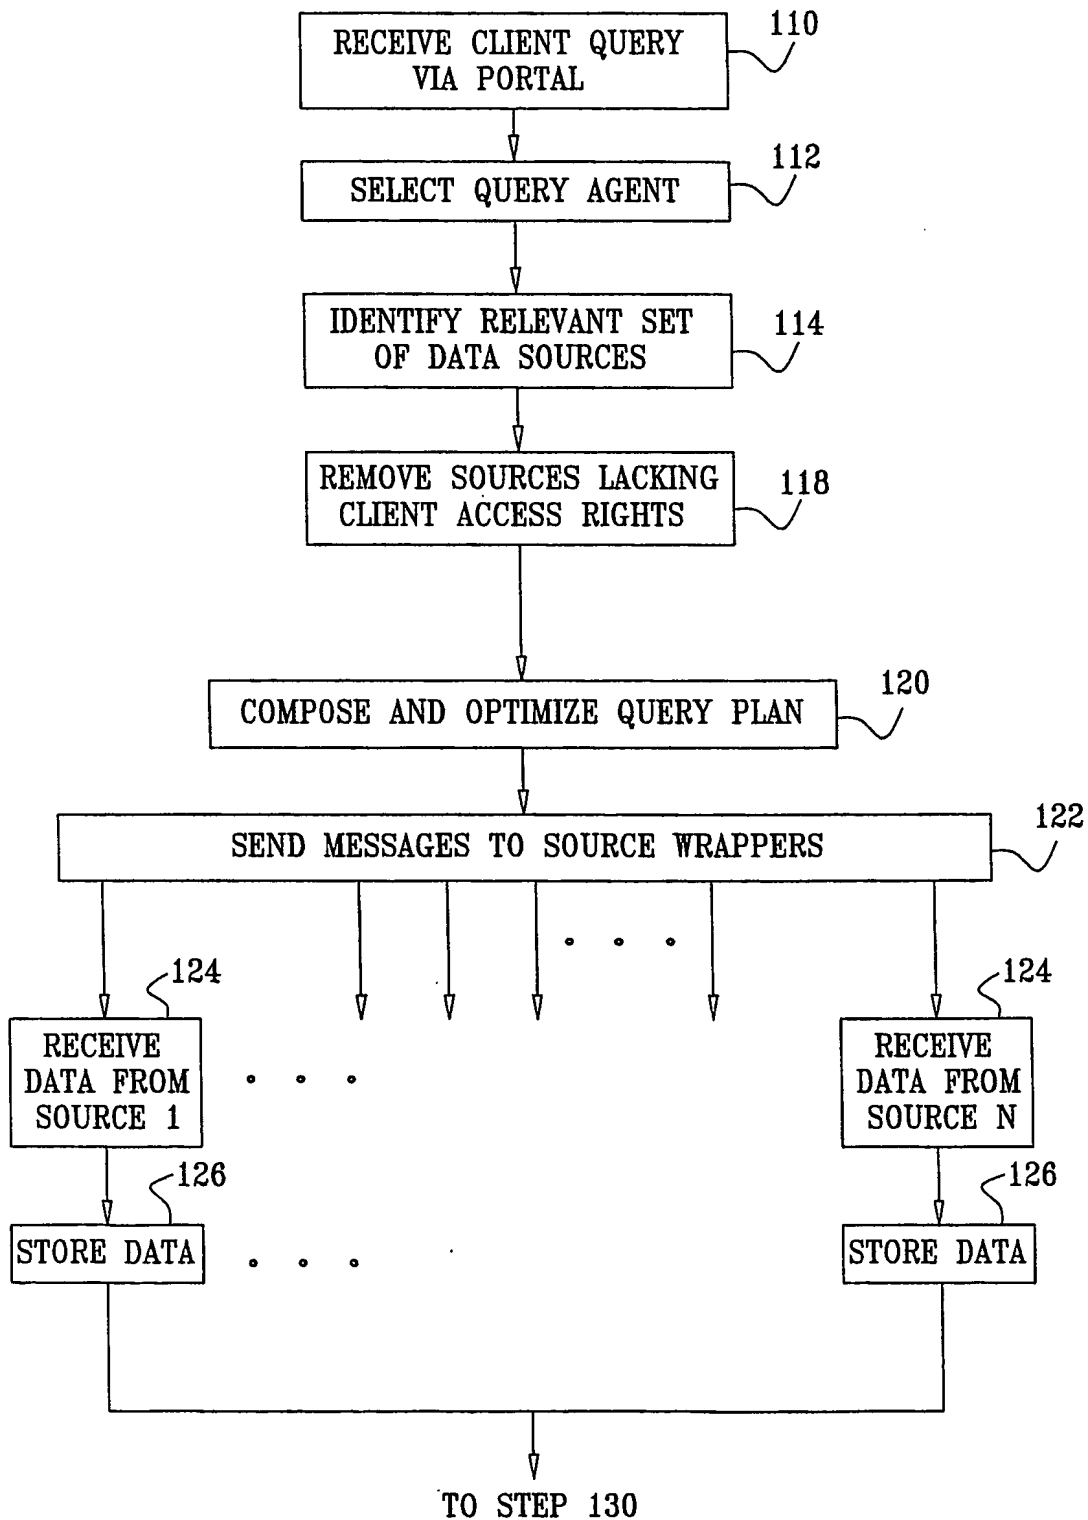 110
RECEIVE CLIENT QUERY
VIA PORTAL
112
SELECT QUERY AGENT
114
IDENTIFY RELEVANT SET
OF DATA SOURCES
118
REMOVE SOURCES LACKING
CLIENT ACCESS RIGHTS
120
COMPOSE AND OPTIMIZE QUERY PLAN
122
SEND MESSAGES TO SOURCE WRAPPERS
124
RECEIVE
DATA FROM
SOURCE 1
124
RECEIVE
DATA FROM
SOURCE N
126
STORE DATA
126
STORE DATA
TO STEP 130